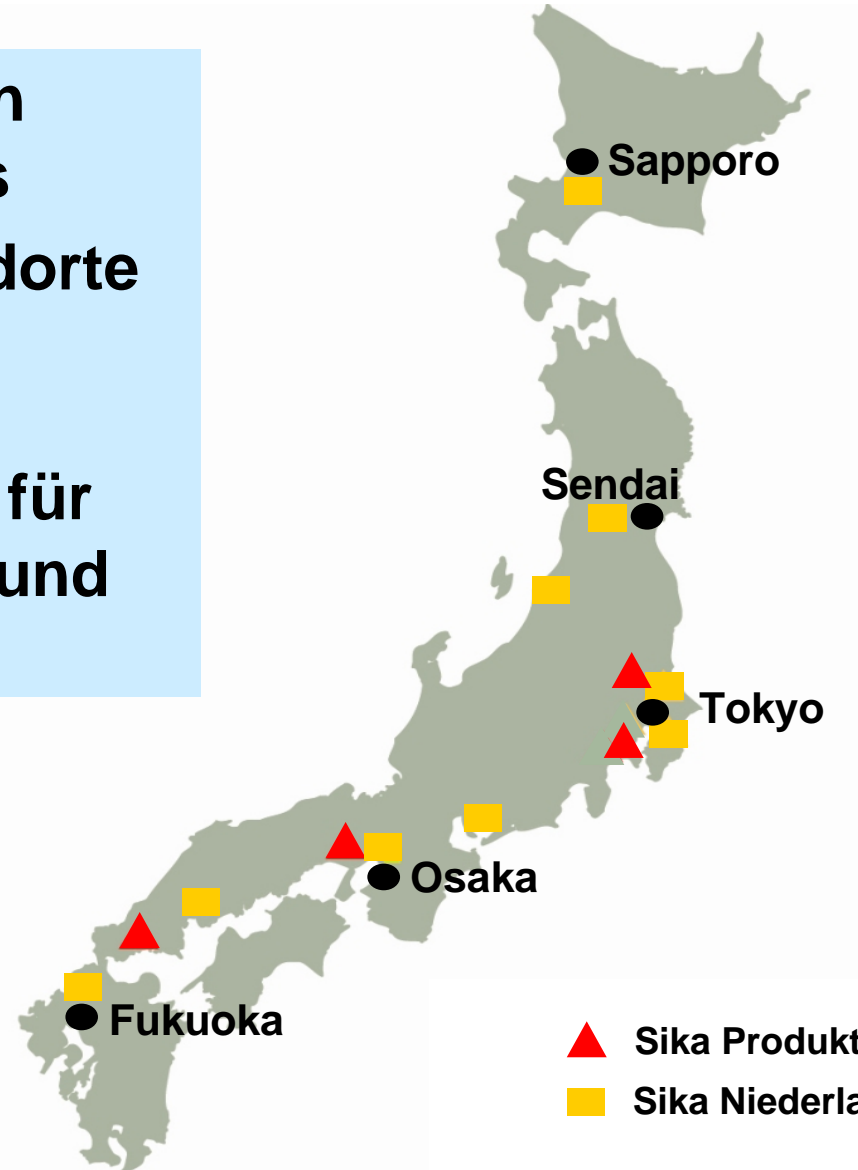 n
s
dorte
für
und
Sapporo
Sendai
Tokyo
Osaka
Fukuoka
Sika Produkt
Sika Niederla